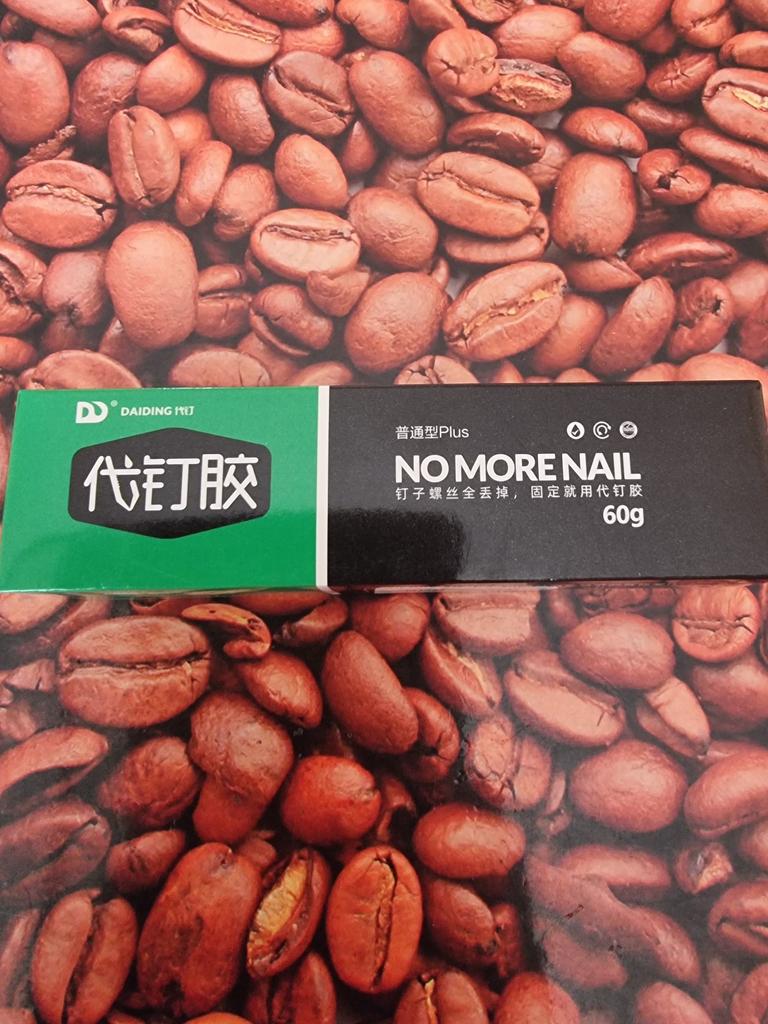 DD® DAIDING 代钉
代钉胶
普通型Plus
NO MORE NAIL
钉子螺丝全丢掉，固定就用代钉胶
60g